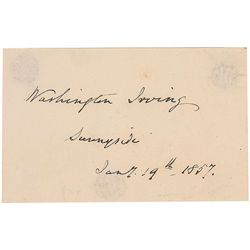 Washington Irving
Sunnyside
Jany. 19th 1857.